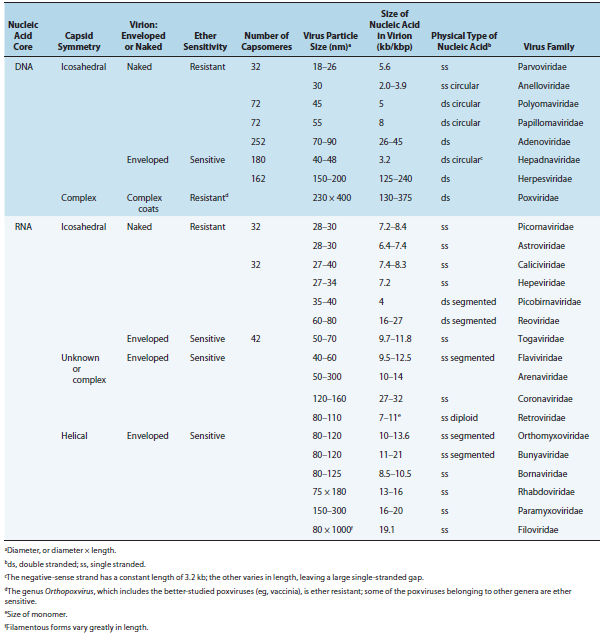 Nucleic Acid Core | Capsid Symmetry | Virion: Enveloped or Naked | Ether Sensitivity | Number of Capsomeres | Virus Particle Size (nm)ᵃ | Size of Nucleic Acid in Virion (kb/kbp) | Physical Type of Nucleic Acidᵇ | Virus Family
DNA Icosahedral Naked Resistant 32 18–26 5.6 ss Parvoviridae
30 2.0–3.9 ss circular Anelloviridae
72 45 5 ds circular Polyomaviridae
72 55 8 ds circular Papillomaviridae
252 70–90 26–45 ds Adenoviridae
Enveloped Sensitive 180 40–48 3.2 ds circularᶜ Hepadnaviridae
162 150–200 125–240 ds Herpesviridae
Complex Complex coats Resistantᵈ 230 × 400 130–375 ds Poxviridae
RNA Icosahedral Naked Resistant 32 28–30 7.2–8.4 ss Picornaviridae
28–30 6.4–7.4 ss Astroviridae
32 27–40 7.4–8.3 ss Caliciviridae
27–34 7.2 ss Hepeviridae
35–40 4 ds segmented Picobirnaviridae
60–80 16–27 ds segmented Reoviridae
Enveloped Sensitive 42 50–70 9.7–11.8 ss Togaviridae
Unknown or complex Enveloped Sensitive 40–60 9.5–12.5 ss segmented Flaviviridae
50–300 10–14 Arenaviridae
120–160 27–32 ss Coronaviridae
80–110 7–11ᵉ ss diploid Retroviridae
Helical Enveloped Sensitive 80–120 10–13.6 ss segmented Orthomyxoviridae
80–120 11–21 ss segmented Bunyaviridae
80–125 8.5–10.5 ss Bornaviridae
75 × 180 13–16 ss Rhabdoviridae
150–300 16–20 ss Paramyxoviridae
80 × 1000ᶠ 19.1 ss Filoviridae
ᵃDiameter, or diameter × length.
ᵇds, double stranded; ss, single stranded.
ᶜThe negative-sense strand has a constant length of 3.2 kb; the other varies in length, leaving a large single-stranded gap.
ᵈThe genus Orthopoxvirus, which includes the better-studied poxviruses (eg, vaccinia), is ether resistant; some of the poxviruses belonging to other genera are ether
sensitive.
ᵉSize of monomer.
ᶠFilamentous forms vary greatly in length.